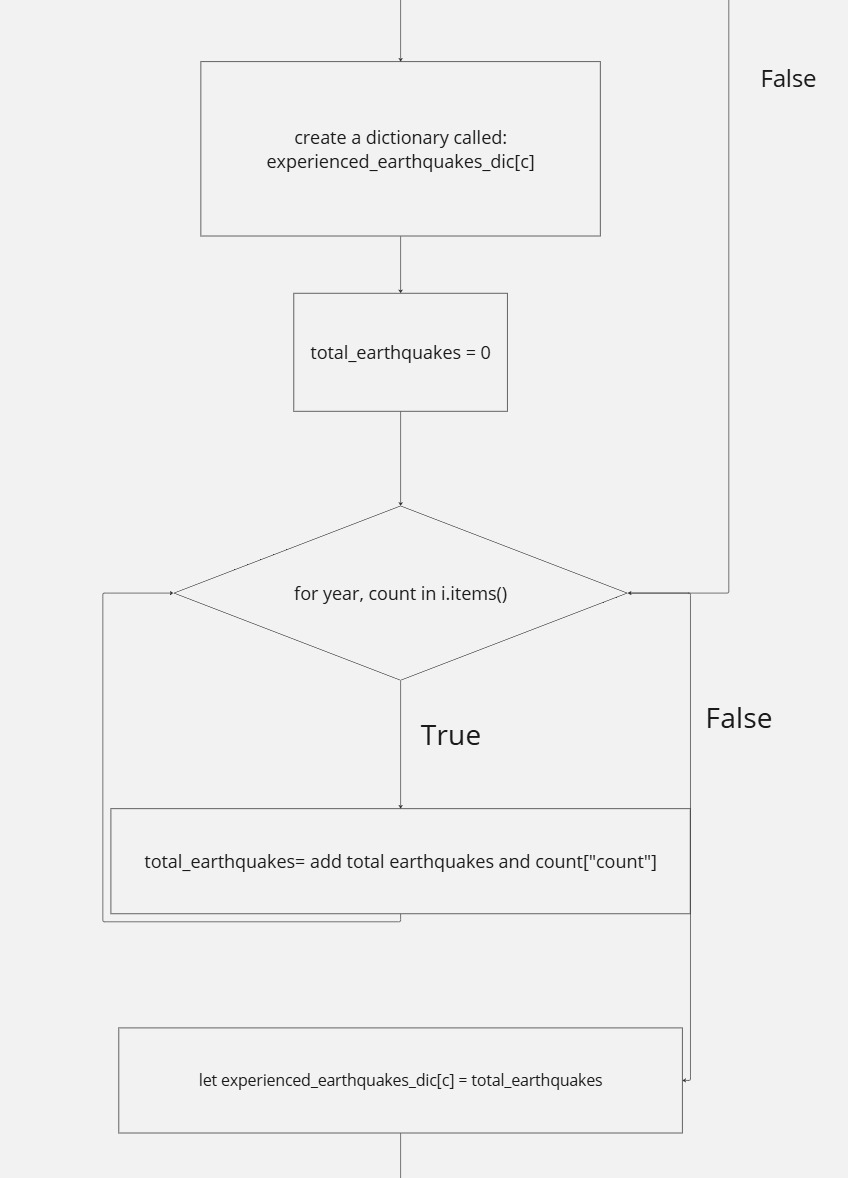 False
create a dictionary called:
experienced_earthquakes_dic[c]
total_earthquakes = 0
for year, count in i.items()
False
True
total_earthquakes= add total earthquakes and count["count"]
let experienced_earthquakes_dic[c] = total_earthquakes